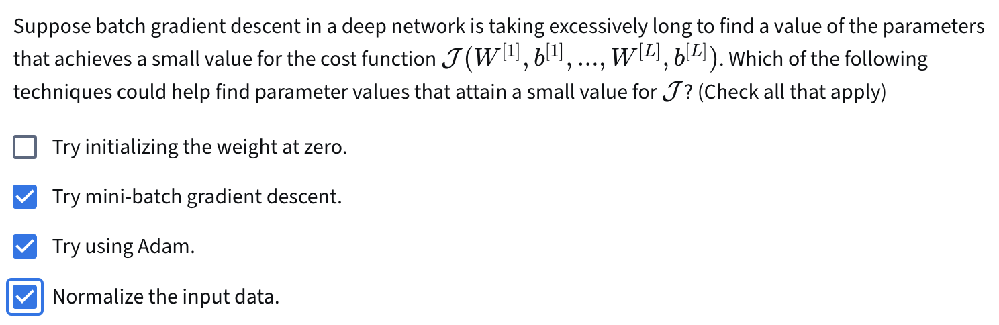 Suppose batch gradient descent in a deep network is taking excessively long to find a value of the parameters
that achieves a small value for the cost function 𝒥(W^[1], b^[1], ..., W^[L], b^[L]). Which of the following
techniques could help find parameter values that attain a small value for 𝒥? (Check all that apply)
Try initializing the weight at zero.
Try mini-batch gradient descent.
Try using Adam.
Normalize the input data.